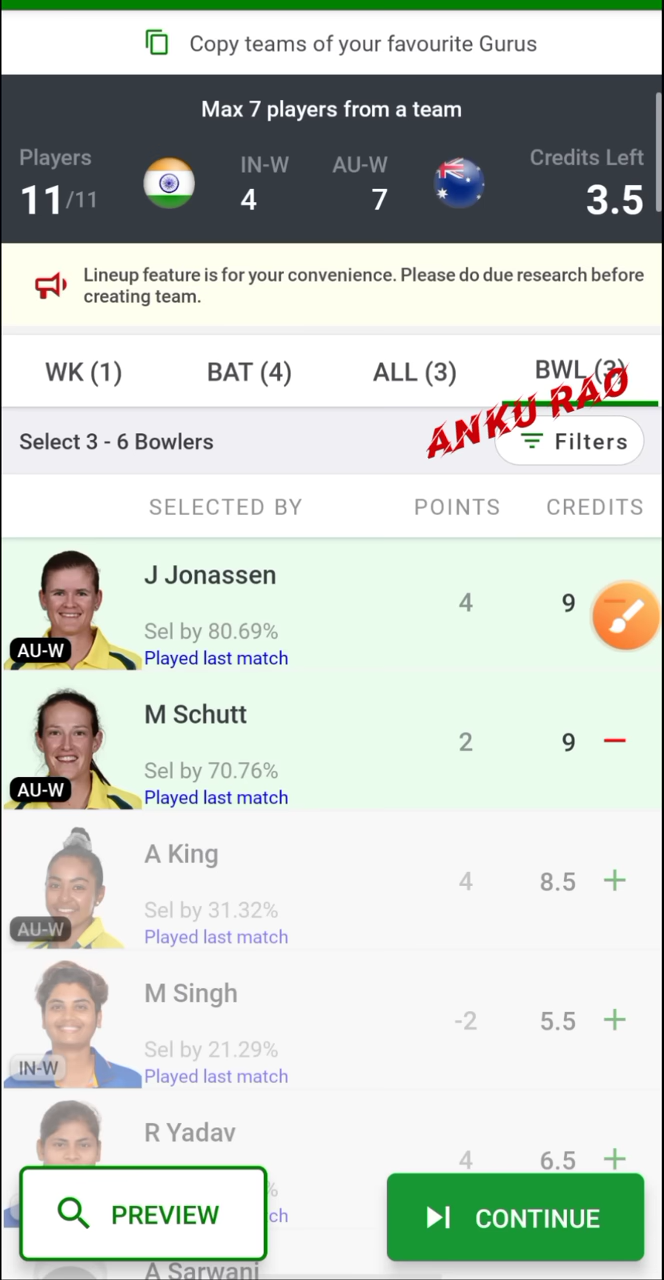 Copy teams of your favourite Gurus
Max 7 players from a team
Players IN-W AU-W Credits Left
11/11 4 7 3.5
Lineup feature is for your convenience. Please do due research before
creating team.
WK (1) BAT (4) ALL (3) BWL (3)
ANKU RAO
Select 3 - 6 Bowlers Filters
SELECTED BY POINTS CREDITS
J Jonassen
4 9
Sel by 80.69%
AU-W Played last match
M Schutt
2 9
Sel by 70.76%
AU-W Played last match
A King
4 8.5
Sel by 31.32%
AU-W Played last match
M Singh
-2 5.5
Sel by 21.29%
IN-W Played last match
R Yadav
4 6.5
PREVIEW CONTINUE
A Sarwani